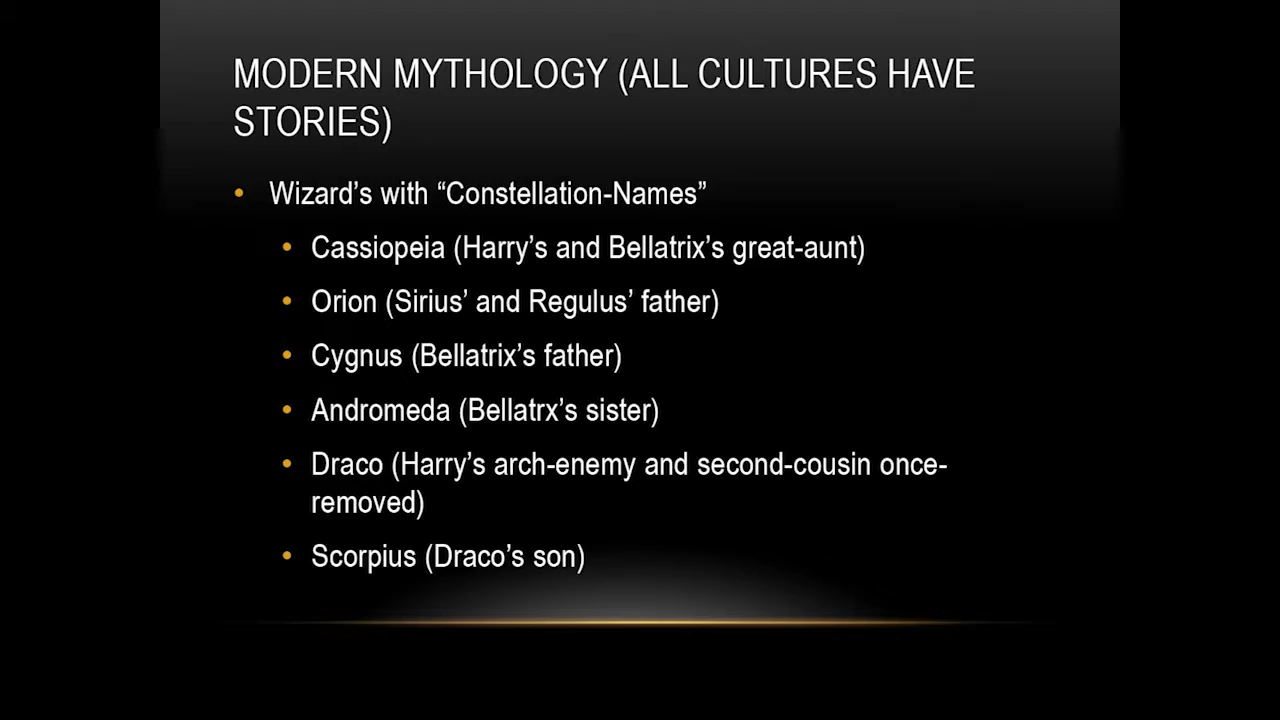 MODERN MYTHOLOGY (ALL CULTURES HAVE
STORIES)
• Wizard’s with “Constellation-Names”
• Cassiopeia (Harry’s and Bellatrix’s great-aunt)
• Orion (Sirius’ and Regulus’ father)
• Cygnus (Bellatrix’s father)
• Andromeda (Bellatrx’s sister)
• Draco (Harry’s arch-enemy and second-cousin once-
removed)
• Scorpius (Draco’s son)